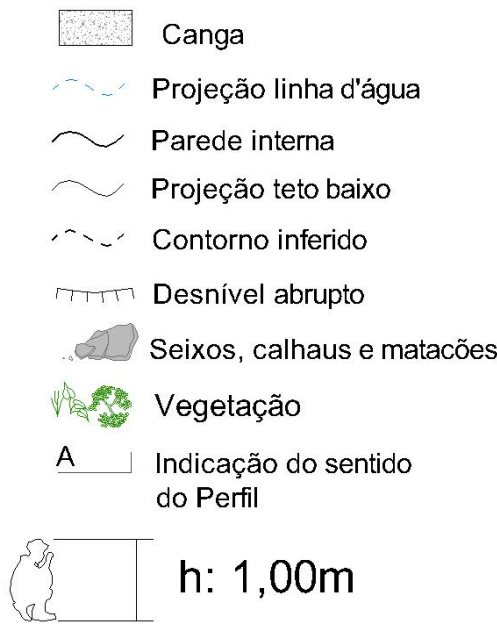 Canga
Projeção linha d'água
Parede interna
Projeção teto baixo
Contorno inferido
Desnível abrupto
Seixos, calhaus e matacões
Vegetação
A
Indicação do sentido
do Perfil
h: 1,00m